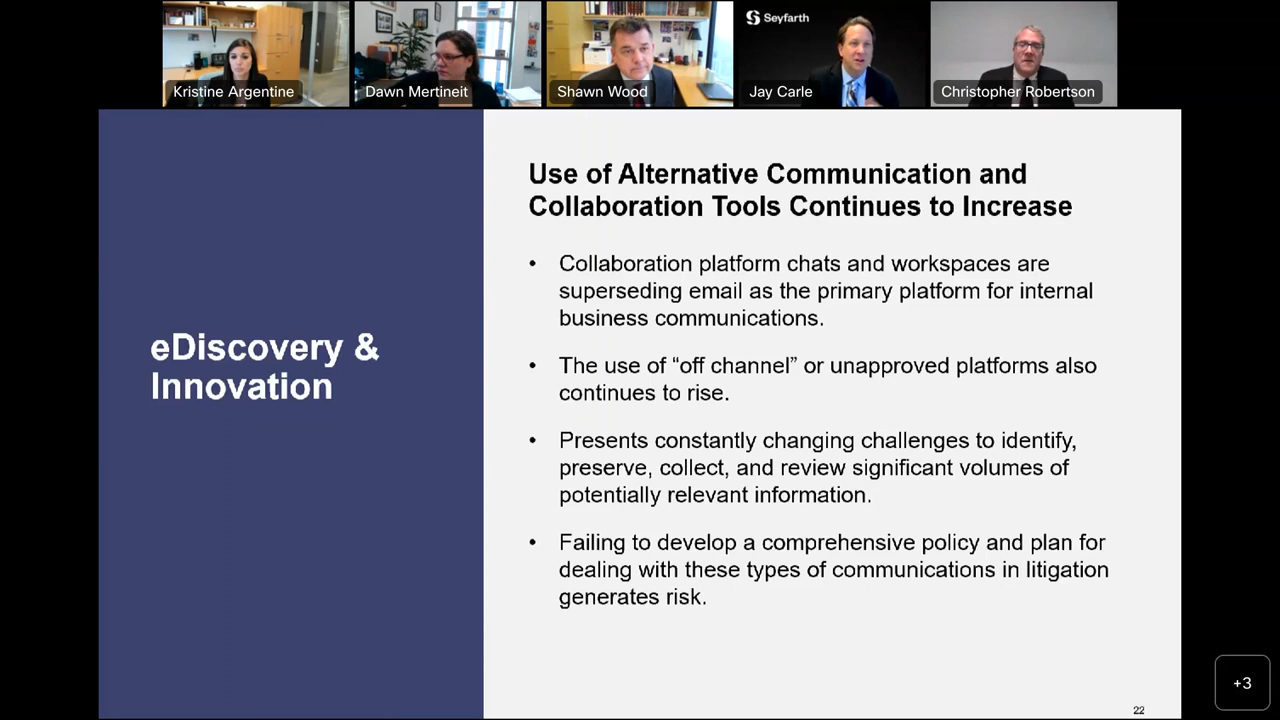 Seyfarth
Kristine Argentine
Dawn Mertineit
Shawn Wood
Jay Carle
Christopher Robertson
eDiscovery &
Innovation
Use of Alternative Communication and
Collaboration Tools Continues to Increase
• Collaboration platform chats and workspaces are
superseding email as the primary platform for internal
business communications.
• The use of “off channel” or unapproved platforms also
continues to rise.
• Presents constantly changing challenges to identify,
preserve, collect, and review significant volumes of
potentially relevant information.
• Failing to develop a comprehensive policy and plan for
dealing with these types of communications in litigation
generates risk.
22
+3